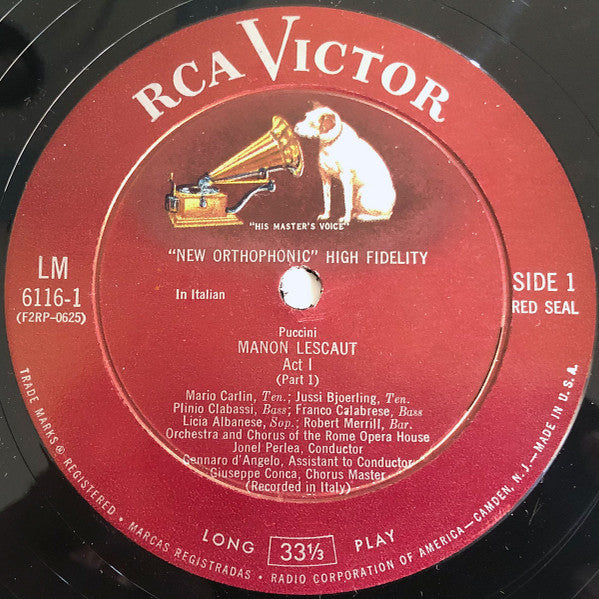 RCA VICTOR
"HIS MASTER'S VOICE"
"NEW ORTHOPHONIC" HIGH FIDELITY
LM
6116-1
(F2RP-0625)
In Italian
SIDE 1
RED SEAL
Puccini
MANON LESCAUT
Act I
(Part 1)
Mario Carlin, Ten.; Jussi Bjoerling, Ten.
Plinio Clabassi, Bass; Franco Calabrese, Bass
Licia Albanese, Sop.; Robert Merrill, Bar.
Orchestra and Chorus of the Rome Opera House
Jonel Perlea, Conductor
Gennaro d'Angelo, Assistant to Conductor
Giuseppe Conca, Chorus Master
(Recorded in Italy)
LONG 33⅓ PLAY
TRADE MARKS ® REGISTERED • MARCAS REGISTRADAS • RADIO CORPORATION OF AMERICA—CAMDEN, N. J.—MADE IN U.S.A.